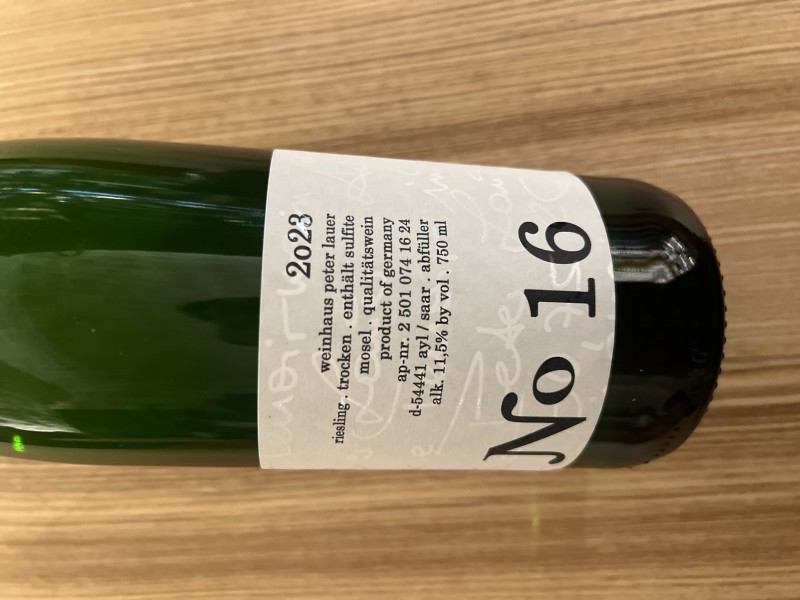 2023
weinhaus peter lauer
riesling . trocken . enthält sulfite
mosel . qualitätswein
product of germany
ap-nr. 2 501 074 16 24
d-54441 ayl / saar . abfüller
alk. 11,5% by vol . 750 ml
No 16